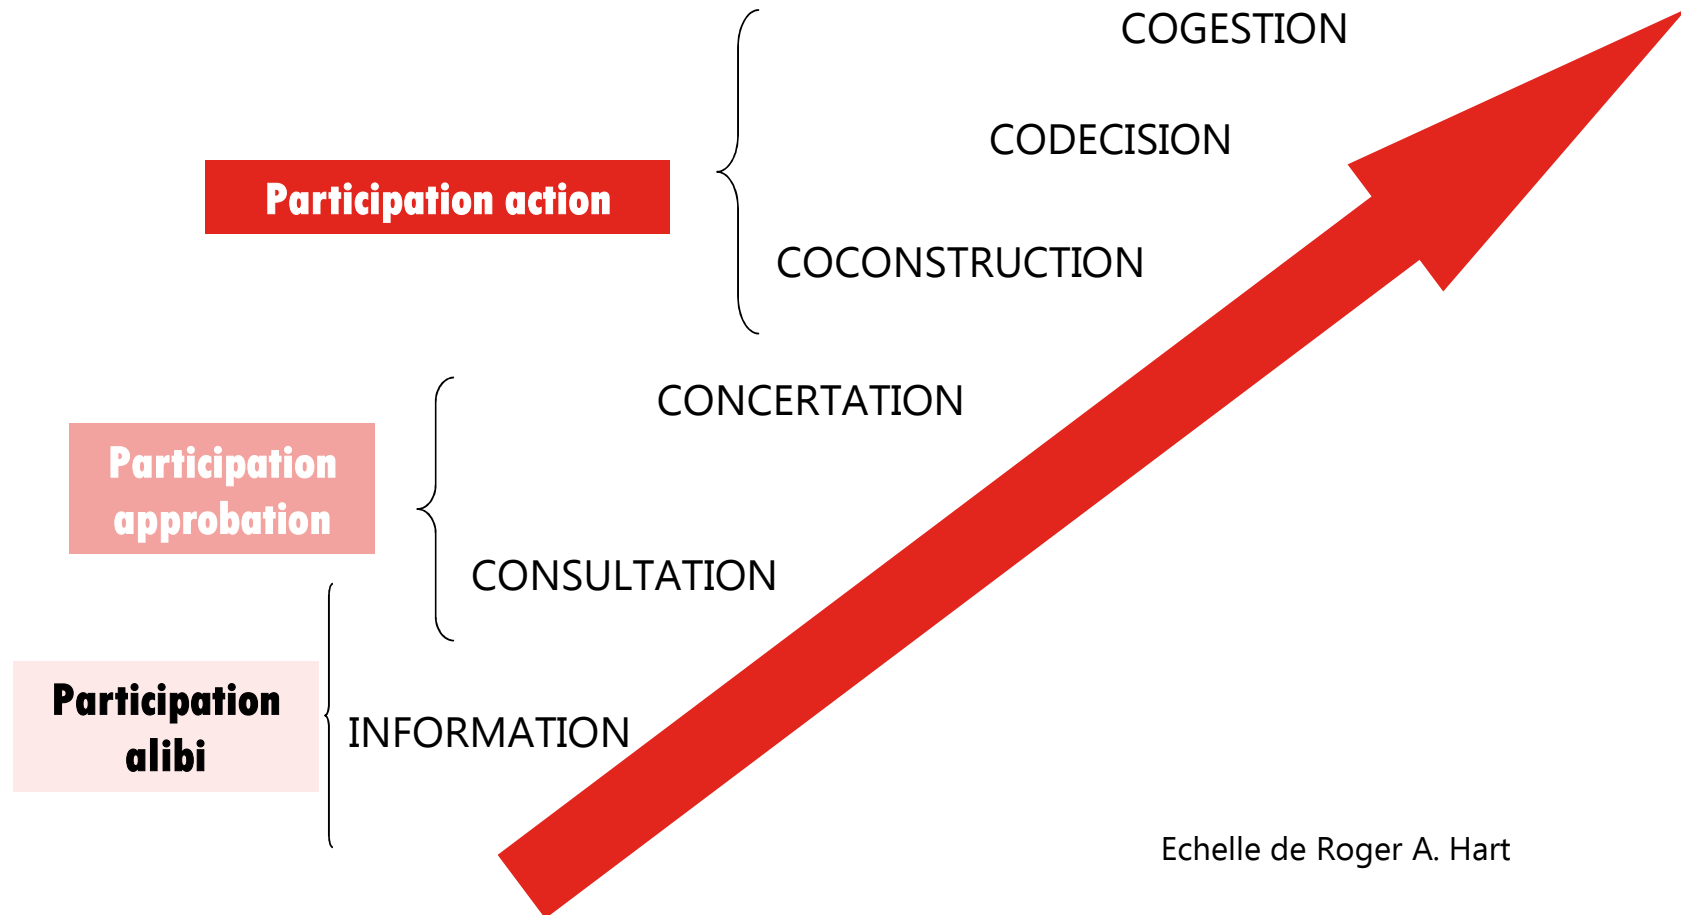 COGESTION
CODECISION
Participation action
COCONSTRUCTION
CONCERTATION
Participation
approbation
CONSULTATION
Participation
alibi
INFORMATION
Echelle de Roger A. Hart